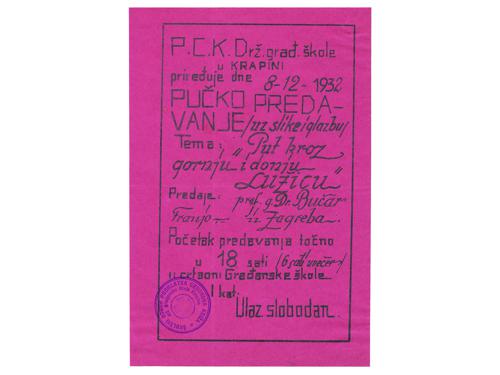 P.C.K. Drž. građ. škole
u KRAPINI
priređuje dne 8-12-1932
PUČKO PREDA-
VANJE /uz slike i glazbu/
Tema: „Put kroz
gornju i donju
Lužicu"
Predaje: prof. g. Dr. Bučar
Franjo iz Zagreba.
Početak predavanja točno
u 18 sati /6 sati uvečer/
u crtaoni Građanske škole
I kat.
Ulaz slobodan.